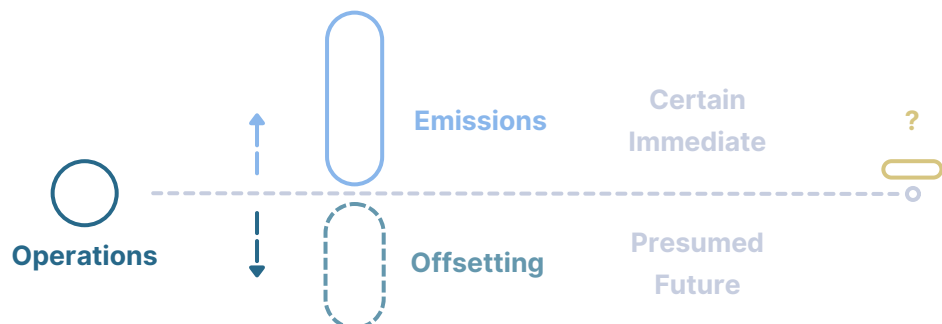 Emissions
Certain
Immediate
?
Operations
Offsetting
Presumed
Future